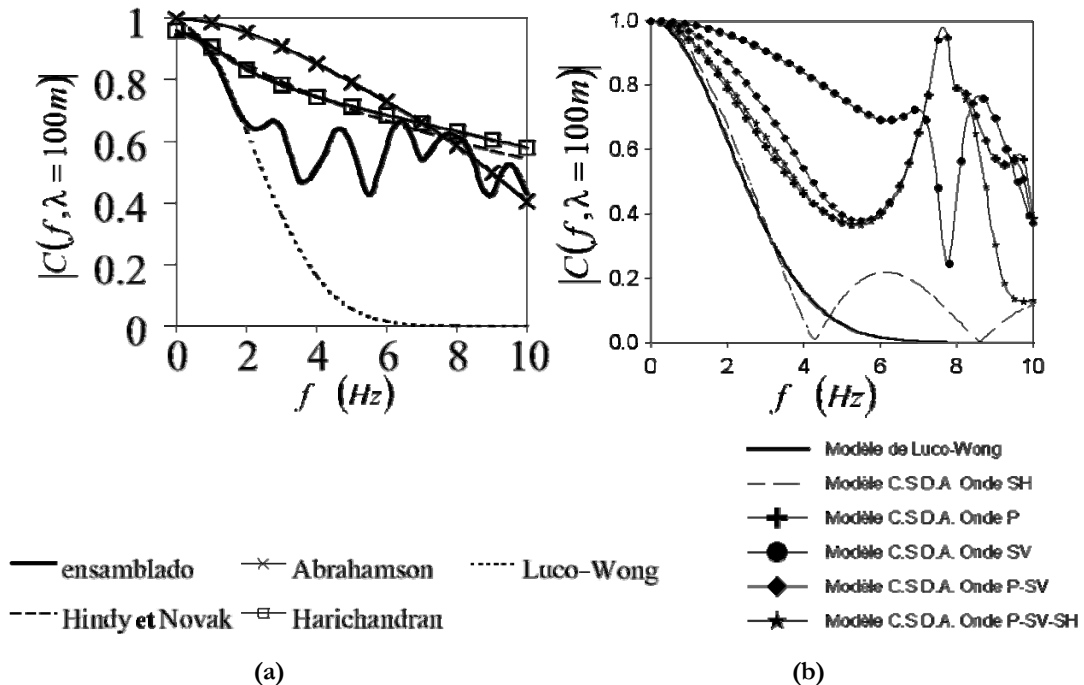 |C(f,λ = 100m)|
1
0.8
0.6
0.4
0.2
0
0 2 4 6 8 10
f (Hz)
ensamblado
Abrahamson
Luco-Wong
Hindy et Novak
Harichandran
(a)
|C(f,λ = 100m)|
1.0
0.8
0.6
0.4
0.2
0.0
0 2 4 6 8 10
f (Hz)
Modèle de Luco-Wong
Modèle C.S.D.A. Onde SH
Modèle C.S.D.A. Onde P
Modèle C.S.D.A. Onde SV
Modèle C.S.D.A. Onde P-SV
Modèle C.S.D.A. Onde P-SV-SH
(b)